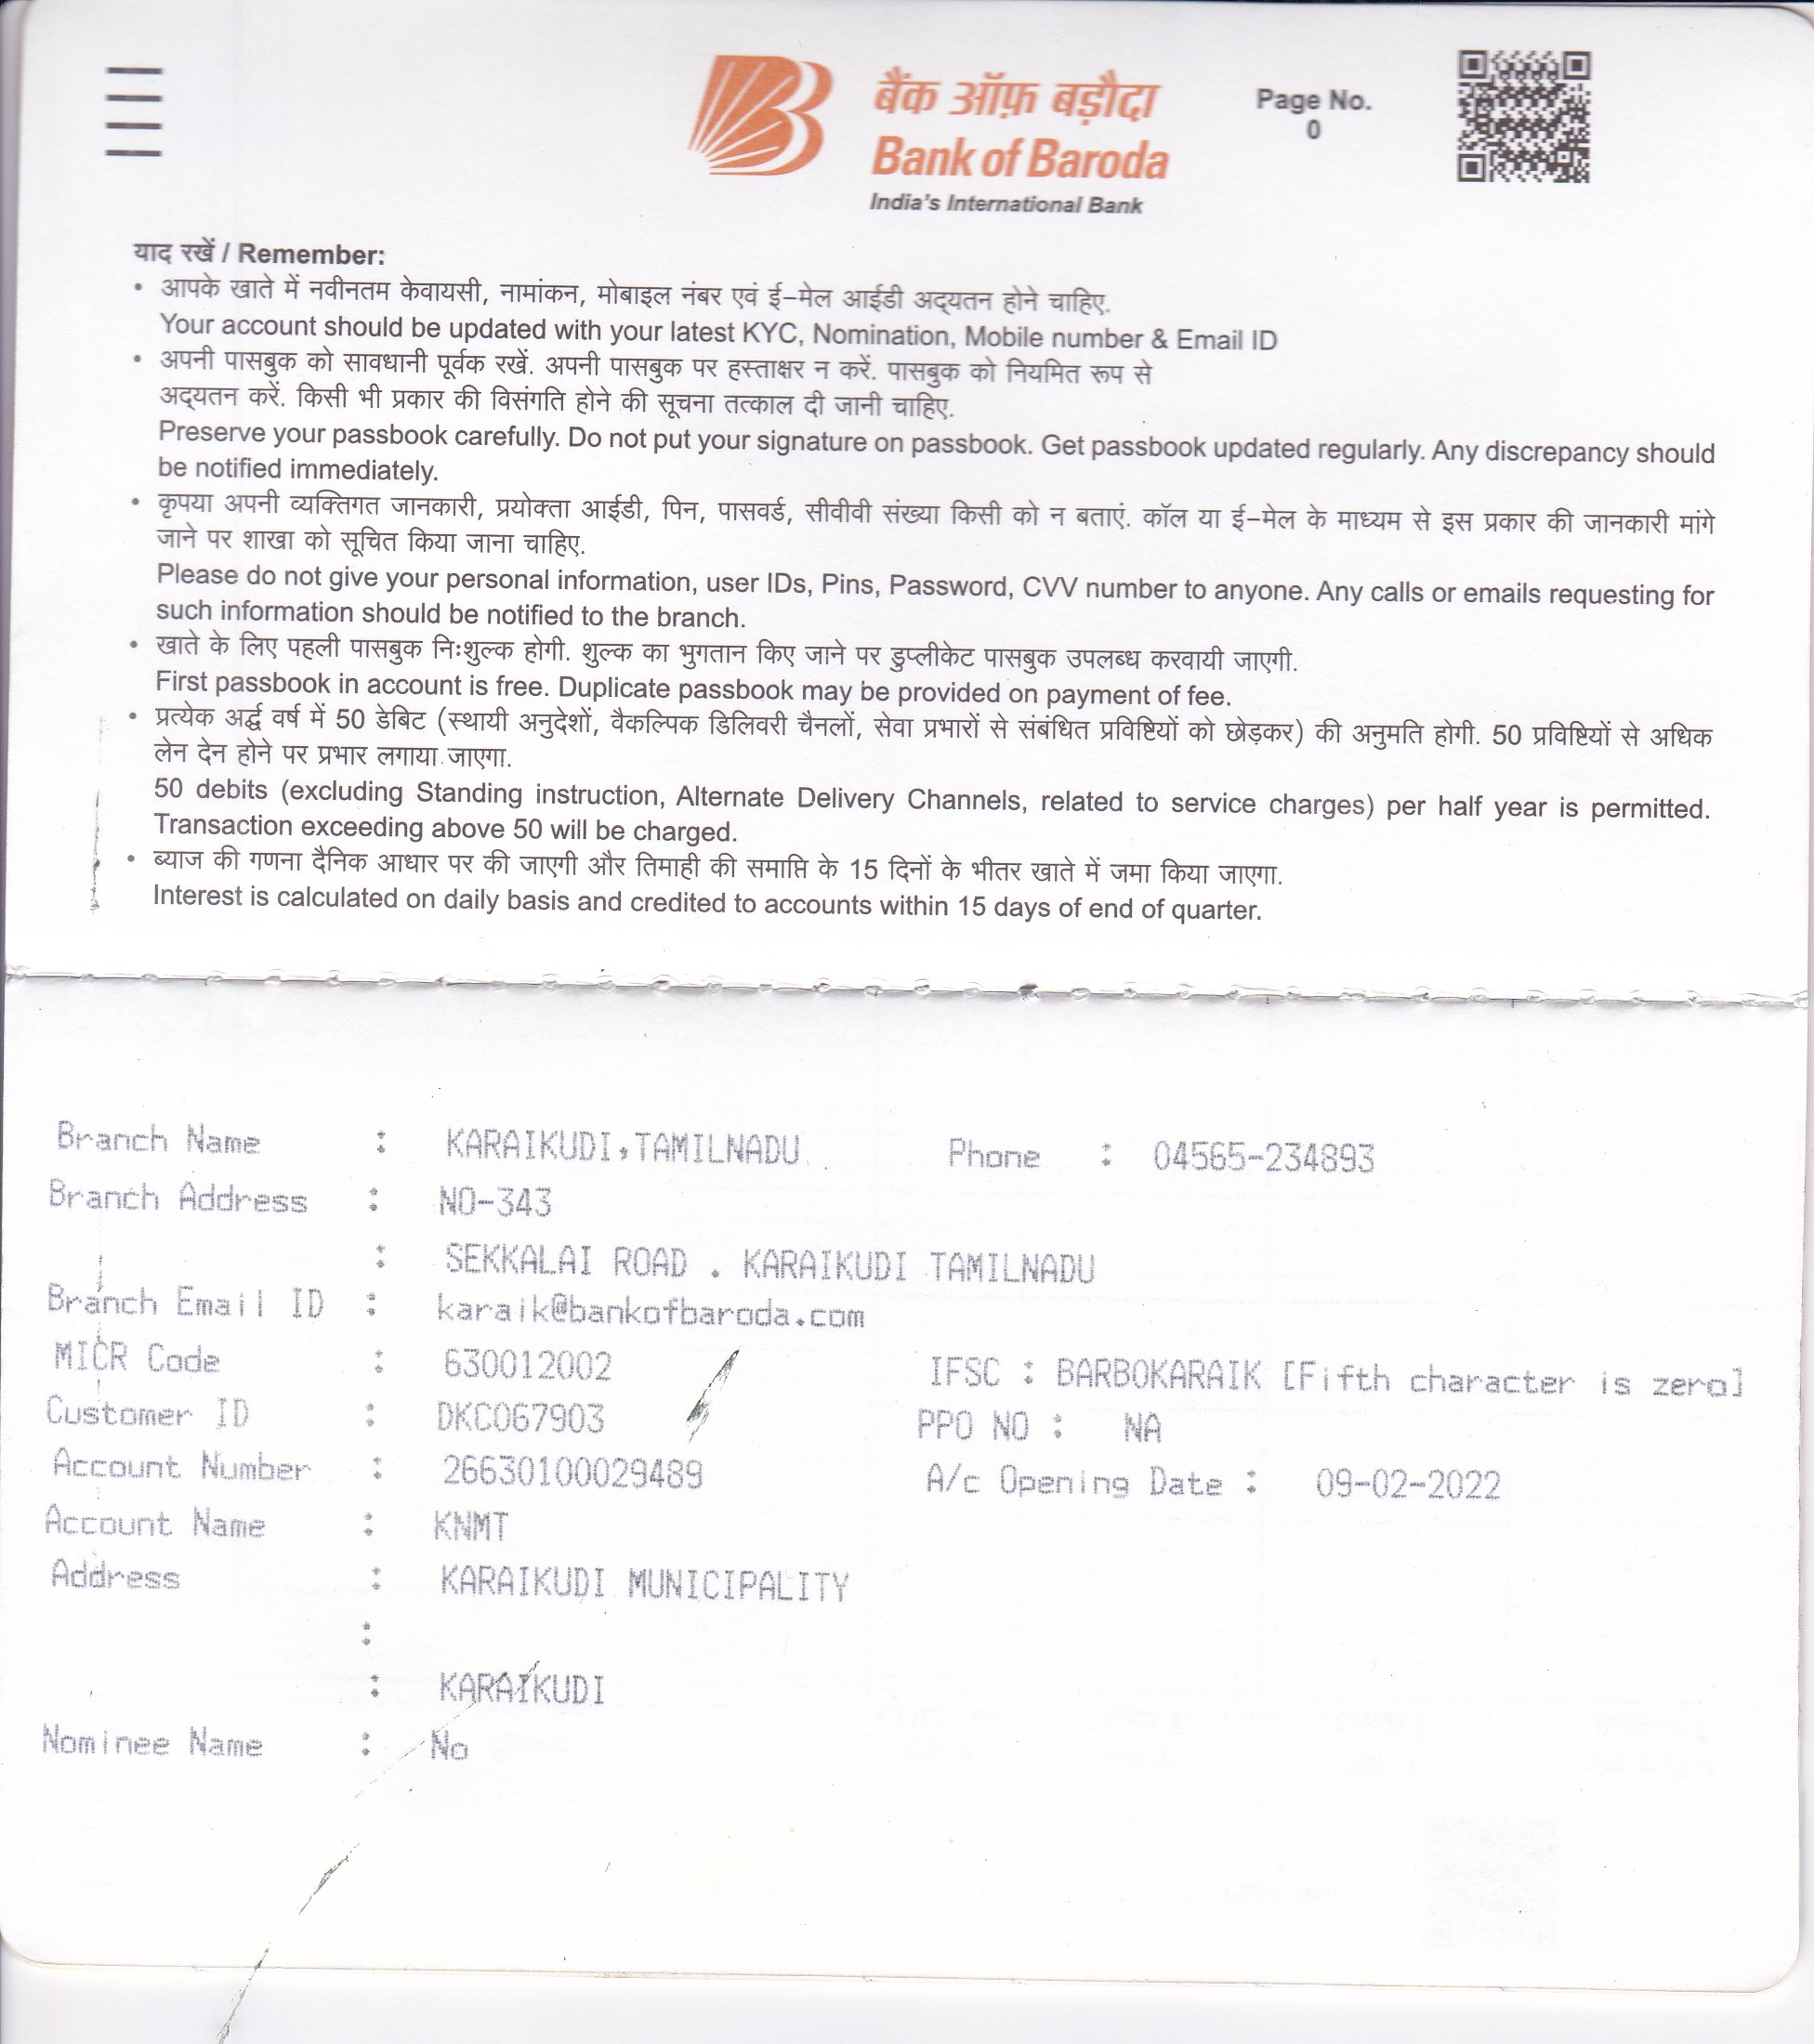 बैंक ऑफ़ बड़ौदा
Bank of Baroda
India's International Bank
Page No.
0
याद रखें / Remember:
• आपके खाते में नवीनतम केवायसी, नामांकन, मोबाइल नंबर एवं ई-मेल आईडी अद्‌यतन होने चाहिए.
Your account should be updated with your latest KYC, Nomination, Mobile number & Email ID
• अपनी पासबुक को सावधानी पूर्वक रखें. अपनी पासबुक पर हस्ताक्षर न करें. पासबुक को नियमित रूप से
अद्‌यतन करें. किसी भी प्रकार की विसंगति होने की सूचना तत्काल दी जानी चाहिए.
Preserve your passbook carefully. Do not put your signature on passbook. Get passbook updated regularly. Any discrepancy should
be notified immediately.
• कृपया अपनी व्यक्तिगत जानकारी, प्रयोक्ता आईडी, पिन, पासवर्ड, सीवीवी संख्या किसी को न बताएं. कॉल या ई-मेल के माध्यम से इस प्रकार की जानकारी मांगे
जाने पर शाखा को सूचित किया जाना चाहिए.
Please do not give your personal information, user IDs, Pins, Password, CVV number to anyone. Any calls or emails requesting for
such information should be notified to the branch.
• खाते के लिए पहली पासबुक निःशुल्क होगी. शुल्क का भुगतान किए जाने पर डुप्लीकेट पासबुक उपलब्ध करवायी जाएगी.
First passbook in account is free. Duplicate passbook may be provided on payment of fee.
• प्रत्येक अर्द्ध वर्ष में 50 डेबिट (स्थायी अनुदेशों, वैकल्पिक डिलिवरी चैनलों, सेवा प्रभारों से संबंधित प्रविष्टियों को छोड़कर) की अनुमति होगी. 50 प्रविष्टियों से अधिक
लेन देन होने पर प्रभार लगाया जाएगा.
50 debits (excluding Standing instruction, Alternate Delivery Channels, related to service charges) per half year is permitted.
Transaction exceeding above 50 will be charged.
• ब्याज की गणना दैनिक आधार पर की जाएगी और तिमाही की समाप्ति के 15 दिनों के भीतर खाते में जमा किया जाएगा.
Interest is calculated on daily basis and credited to accounts within 15 days of end of quarter.
Branch Name : KARAIKUDI,TAMILNADU Phone : 04565-234893
Branch Address : NO-343
: SEKKALAI ROAD . KARAIKUDI TAMILNADU
Branch Email ID : karaik@bankofbaroda.com
MICR Code : 630012002 IFSC : BARB0KARAIK [Fifth character is zero]
Customer ID : DKC067903 PPO NO : NA
Account Number : 26630100029489 A/c Opening Date : 09-02-2022
Account Name : KNMT
Address : KARAIKUDI MUNICIPALITY
:
: KARAIKUDI
Nominee Name : No